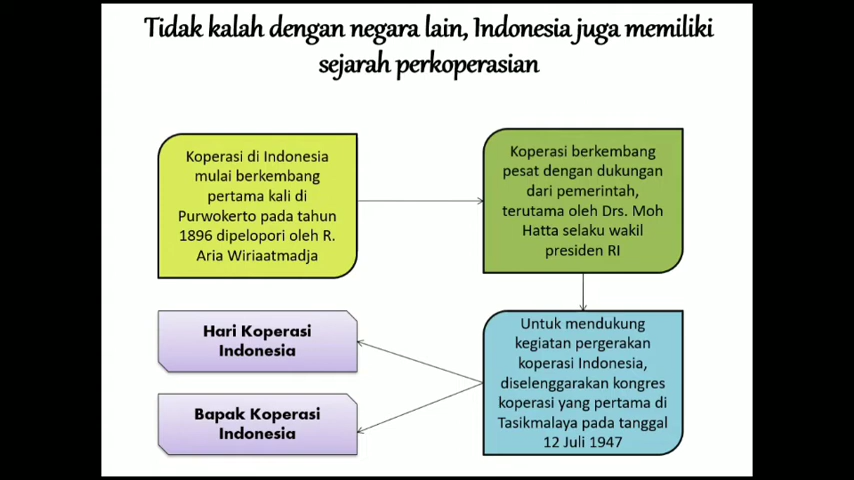 Tidak kalah dengan negara lain, Indonesia juga memiliki
sejarah perkoperasian
Koperasi di Indonesia
mulai berkembang
pertama kali di
Purwokerto pada tahun
1896 dipelopori oleh R.
Aria Wiriaatmadja
Koperasi berkembang
pesat dengan dukungan
dari pemerintah,
terutama oleh Drs. Moh
Hatta selaku wakil
presiden RI
Untuk mendukung
kegiatan pergerakan
koperasi Indonesia,
diselenggarakan kongres
koperasi yang pertama di
Tasikmalaya pada tanggal
12 Juli 1947
Hari Koperasi
Indonesia
Bapak Koperasi
Indonesia